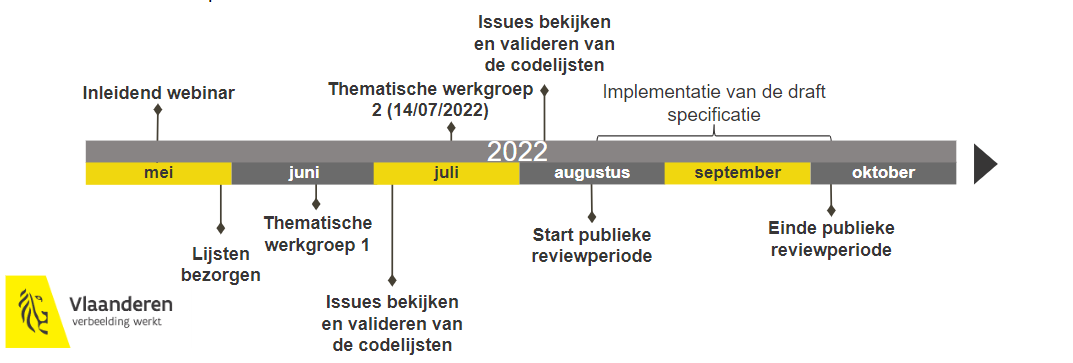 Issues bekijken
en valideren van
de codelijsten
Inleidend webinar
Thematische werkgroep
2 (14/07/2022)
Implementatie van de draft
specificatie
2022
mei
juni
juli
augustus
september
oktober
Lijsten
bezorgen
Thematische
werkgroep 1
Issues bekijken
en valideren van
de codelijsten
Start publieke
reviewperiode
Einde publieke
reviewperiode
Vlaanderen
verbeelding werkt